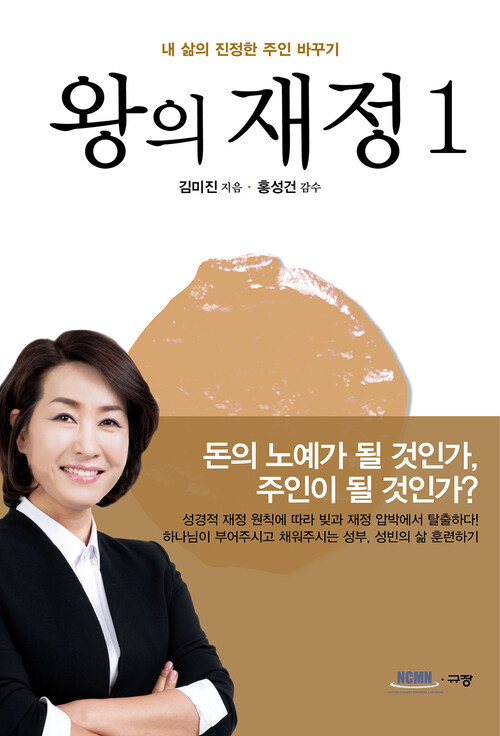 내 삶의 진정한 주인 바꾸기
왕의 재정 1
김미진 지음 · 홍성건 감수
돈의 노예가 될 것인가,
주인이 될 것인가?
성경적 재정 원칙에 따라 빚과 재정 압박에서 탈출하다!
하나님이 부어주시고 채워주시는 성부, 성빈의 삶 훈련하기
NCMN · 규장